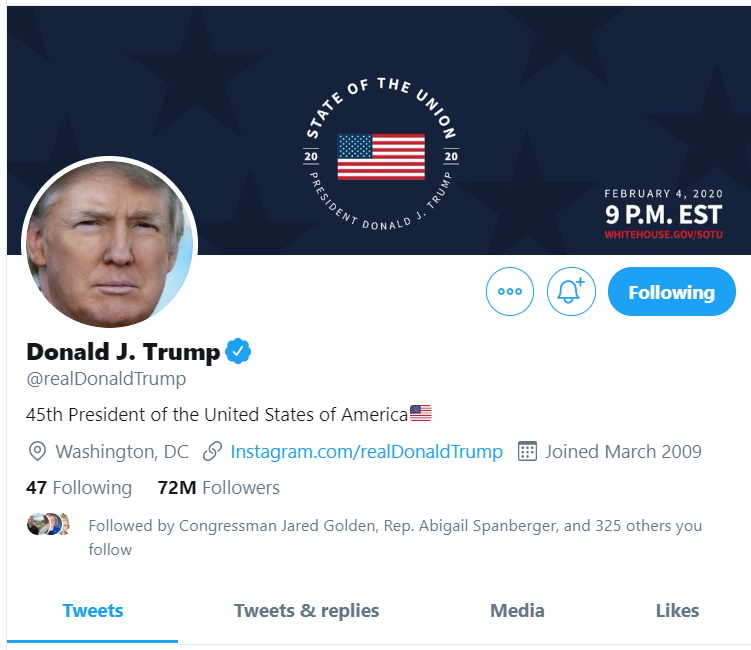 STATE OF THE UNION
20 20
PRESIDENT DONALD J. TRUMP
FEBRUARY 4, 2020
9 P.M. EST
WHITEHOUSE.GOV/SOTU
Following
Donald J. Trump
@realDonaldTrump
45th President of the United States of America🇺🇸
Washington, DC Instagram.com/realDonaldTrump Joined March 2009
47 Following 72M Followers
Followed by Congressman Jared Golden, Rep. Abigail Spanberger, and 325 others you
follow
Tweets Tweets & replies Media Likes